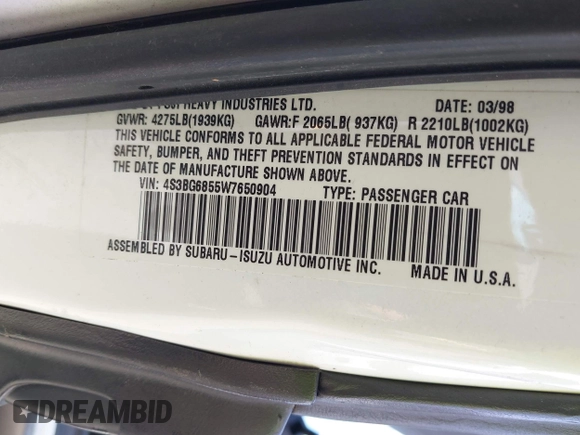 HEAVY INDUSTRIES LTD. DATE: 03/98
GVWR: 4275LB(1939KG) GAWR:F 2065LB( 937KG) R 2210LB(1002KG)
THIS VEHICLE CONFORMS TO ALL APPLICABLE FEDERAL MOTOR VEHICLE
SAFETY, BUMPER, AND THEFT PREVENTION STANDARDS IN EFFECT ON
THE DATE OF MANUFACTURE SHOWN ABOVE.
VIN: 4S3BG6855W7650904 TYPE: PASSENGER CAR
ASSEMBLED BY SUBARU-ISUZU AUTOMOTIVE INC. MADE IN U.S.A.
DREAMBID